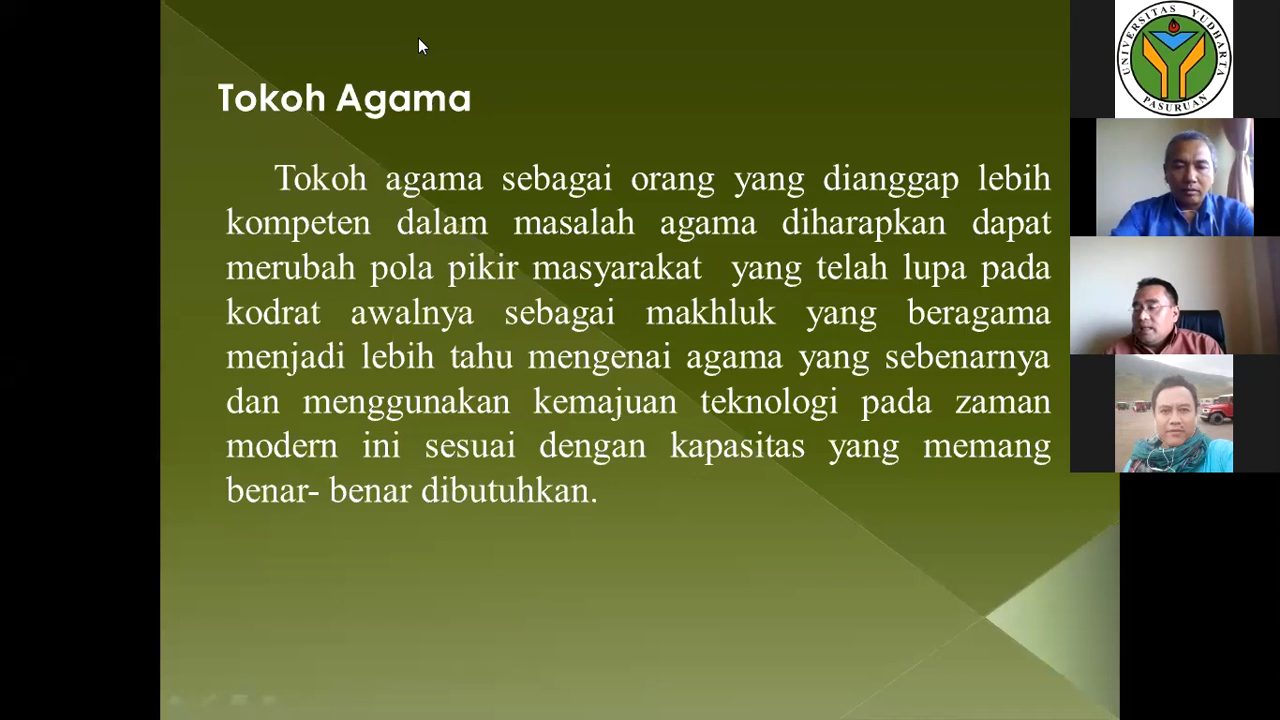 Tokoh Agama
Tokoh agama sebagai orang yang dianggap lebih
kompeten dalam masalah agama diharapkan dapat
merubah pola pikir masyarakat yang telah lupa pada
kodrat awalnya sebagai makhluk yang beragama
menjadi lebih tahu mengenai agama yang sebenarnya
dan menggunakan kemajuan teknologi pada zaman
modern ini sesuai dengan kapasitas yang memang
benar- benar dibutuhkan.
UNIVERSITAS YUDHARTA
PASURUAN